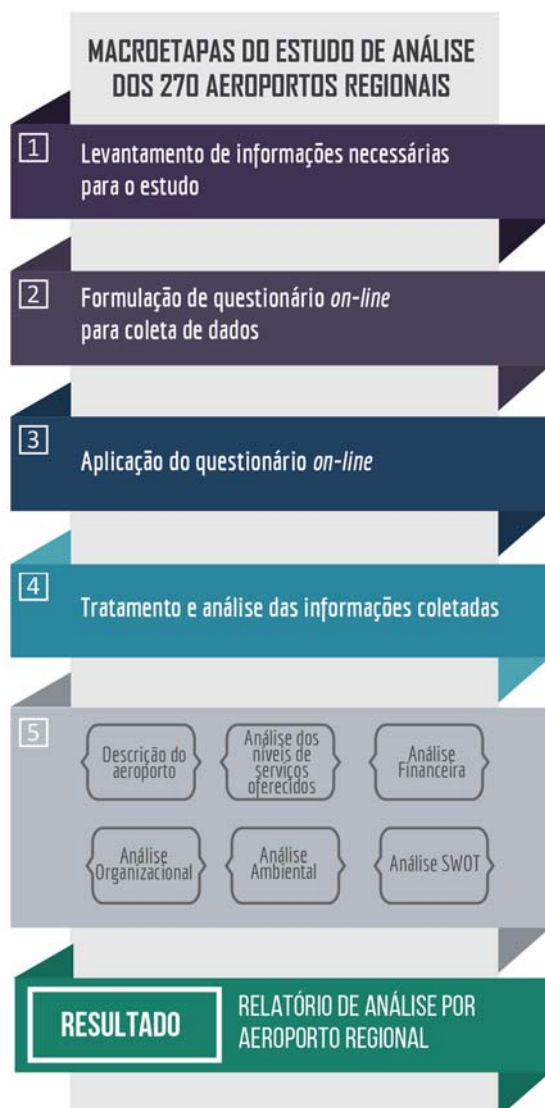 MACROETAPAS DO ESTUDO DE ANÁLISE
DOS 270 AEROPORTOS REGIONAIS
1
Levantamento de informações necessárias
para o estudo
2
Formulação de questionário on-line
para coleta de dados
3
Aplicação do questionário on-line
4
Tratamento e análise das informações coletadas
5
Descrição do
aeroporto
Análise dos
níveis de
serviços
oferecidos
Análise
Financeira
Análise
Organizacional
Análise
Ambiental
Análise SWOT
RESULTADO
RELATÓRIO DE ANÁLISE POR
AEROPORTO REGIONAL